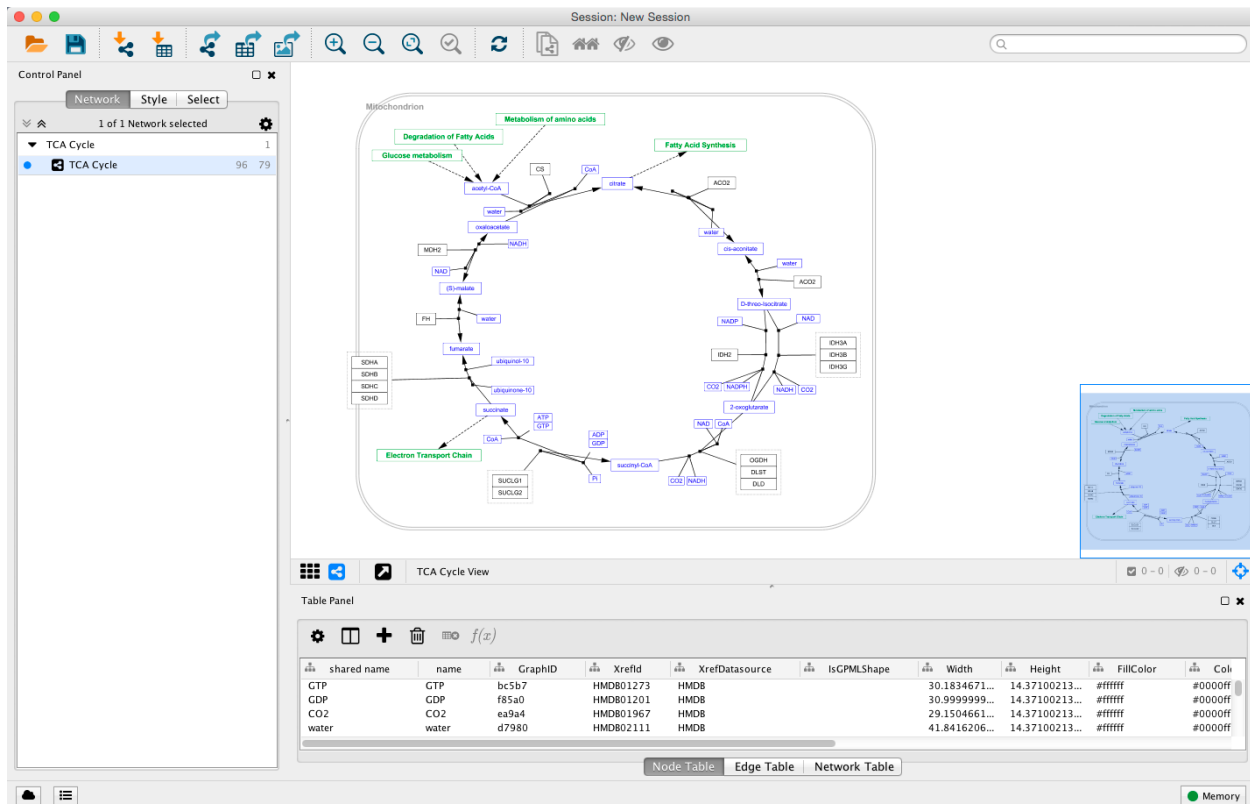 Session: New Session
Control Panel
Network Style Select
1 of 1 Network selected
TCA Cycle 1
TCA Cycle 96 79
Mitochondrion
Metabolism of amino acids
Degradation of Fatty Acids
Glucose metabolism
Fatty Acid Synthesis
CS
CoA
acetyl-CoA
citrate
ACO2
water
oxaloacetate
water
MDH2
NADH
cis-aconitate
NAD
water
ACO2
(S)-malate
D-threo-Isocitrate
FH
water
NADP
NAD
fumarate
IDH2
IDH3A
IDH3B
IDH3G
SDHA
SDHB
SDHC
SDHD
ubiquinol-10
ubiquinone-10
CO2 NADPH
NADH CO2
succinate
2-oxoglutarate
ATP
GTP
NAD CoA
CoA
ADP
GDP
Electron Transport Chain
succinyl-CoA
OGDH
DLST
DLD
SUCLG1
SUCLG2
Pi
CO2 NADH
TCA Cycle View
0 - 0 0 - 0
Table Panel
f(x)
shared name name GraphID XrefId XrefDatasource IsGPMLShape Width Height FillColor Col
GTP GTP bc5b7 HMDB01273 HMDB 30.1834671... 14.37100213... #ffffff #0000ff
GDP GDP f85a0 HMDB01201 HMDB 30.9999999... 14.37100213... #ffffff #0000ff
CO2 CO2 ea9a4 HMDB01967 HMDB 29.1504661... 14.37100213... #ffffff #0000ff
water water d7980 HMDB02111 HMDB 41.8416206... 14.37100213... #ffffff #0000ff
Node Table Edge Table Network Table
Memory